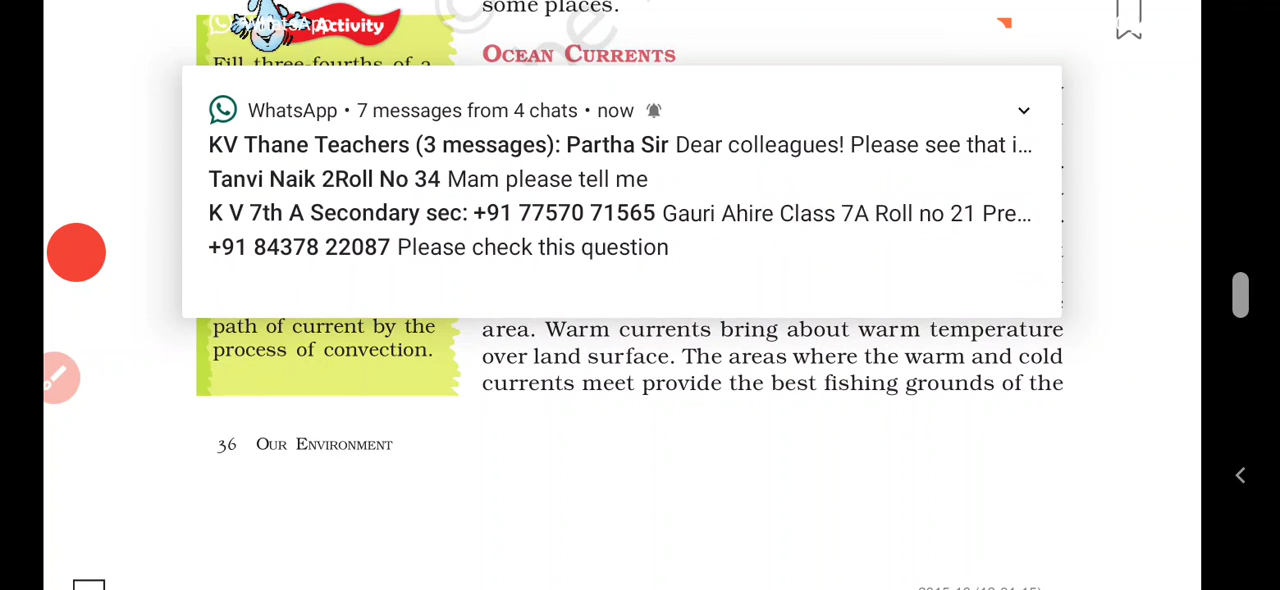 some places.
Activity
OCEAN CURRENTS
Fill three-fourths of a
WhatsApp • 7 messages from 4 chats • now
KV Thane Teachers (3 messages): Partha Sir Dear colleagues! Please see that i...
Tanvi Naik 2Roll No 34 Mam please tell me
K V 7th A Secondary sec: +91 77570 71565 Gauri Ahire Class 7A Roll no 21 Pre...
+91 84378 22087 Please check this question
path of current by the
process of convection.
area. Warm currents bring about warm temperature
over land surface. The areas where the warm and cold
currents meet provide the best fishing grounds of the
36 OUR ENVIRONMENT